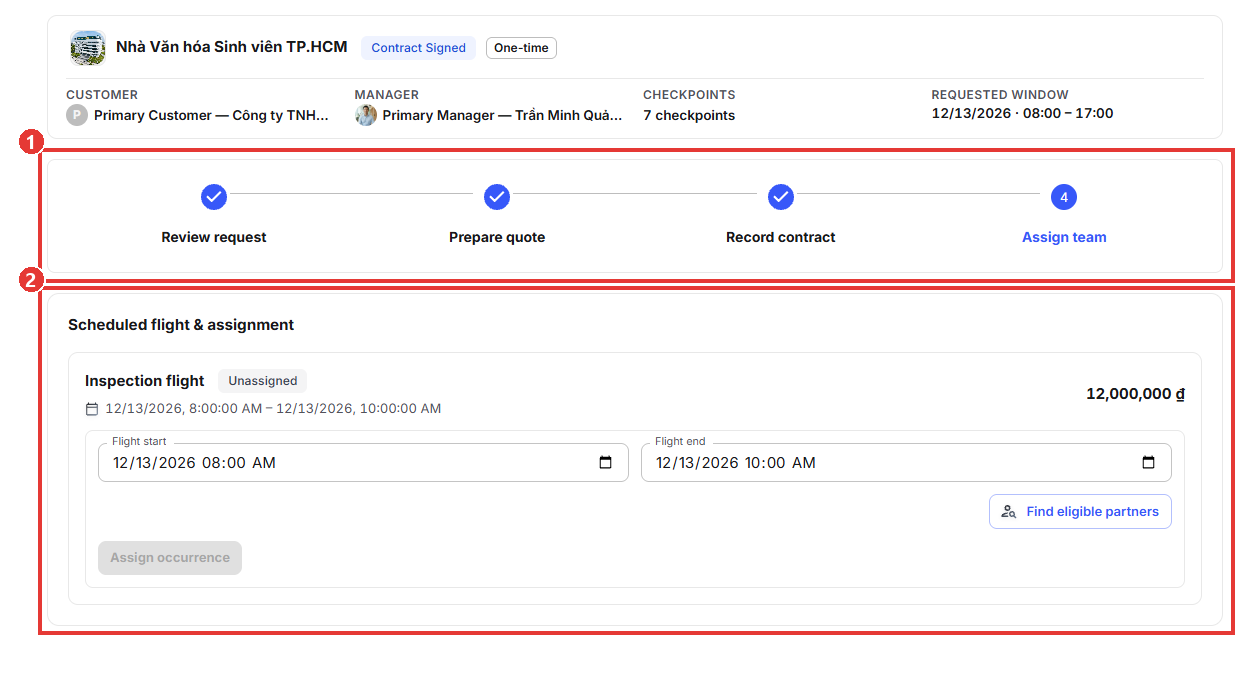 Nhà Văn hóa Sinh viên TP.HCM Contract Signed One-time
CUSTOMER MANAGER CHECKPOINTS REQUESTED WINDOW
P Primary Customer — Công ty TNH... Primary Manager — Trần Minh Quả... 7 checkpoints 12/13/2026 · 08:00 – 17:00
1
4
Review request Prepare quote Record contract Assign team
2
Scheduled flight & assignment
Inspection flight Unassigned
12,000,000 ₫
12/13/2026, 8:00:00 AM – 12/13/2026, 10:00:00 AM
Flight start Flight end
12/13/2026 08:00 AM 12/13/2026 10:00 AM
Find eligible partners
Assign occurrence